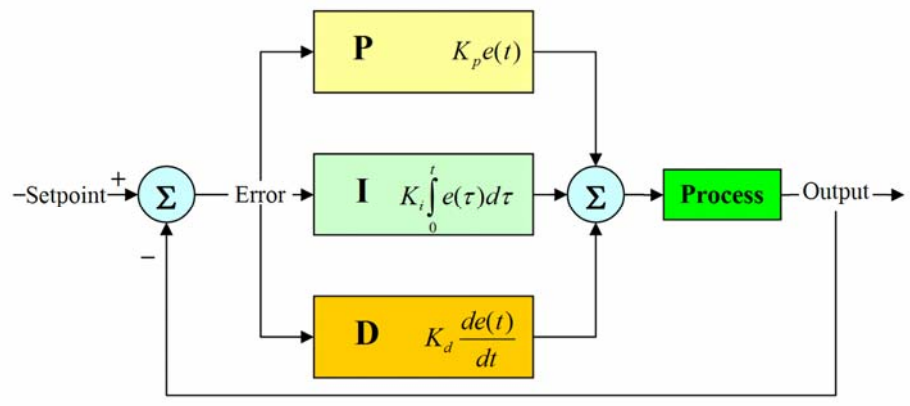 P K_p e(t)
–Setpoint + Σ Error I K_i ∫_0^t e(τ)dτ Σ Process Output
–
D K_d de(t)/dt